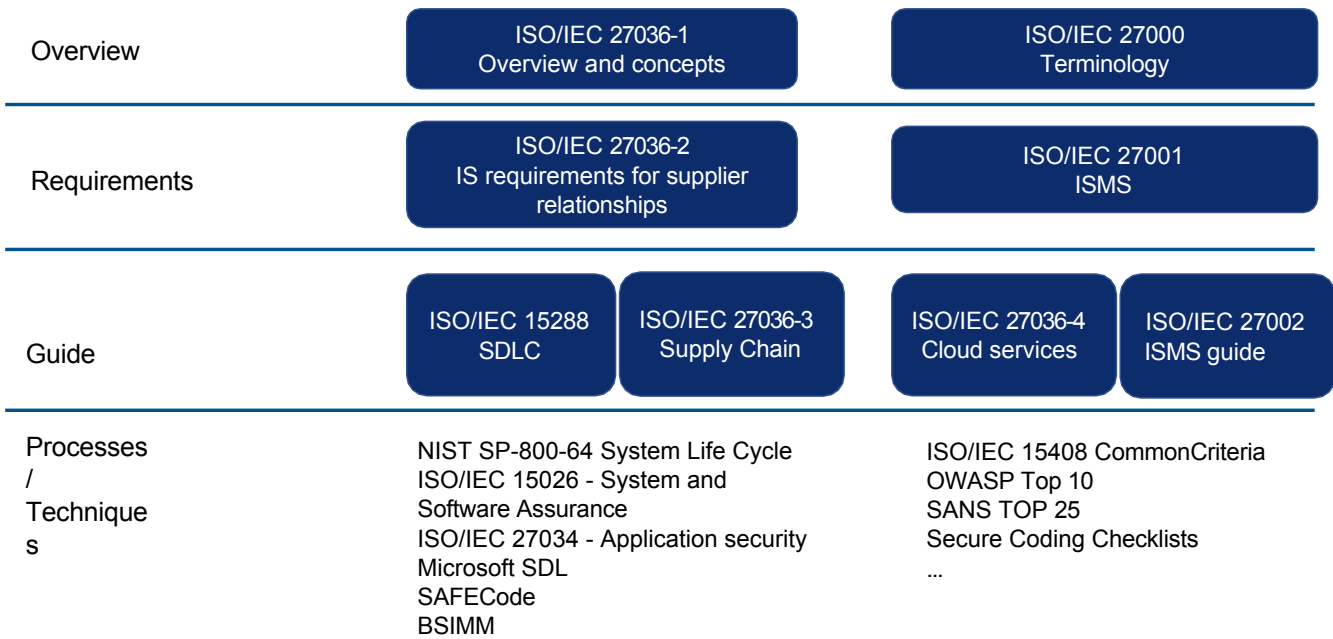 Overview
ISO/IEC 27036-1
Overview and concepts
ISO/IEC 27000
Terminology
Requirements
ISO/IEC 27036-2
IS requirements for supplier
relationships
ISO/IEC 27001
ISMS
Guide
ISO/IEC 15288
SDLC
ISO/IEC 27036-3
Supply Chain
ISO/IEC 27036-4
Cloud services
ISO/IEC 27002
ISMS guide
Processes
/
Technique
s
NIST SP-800-64 System Life Cycle
ISO/IEC 15026 - System and
Software Assurance
ISO/IEC 27034 - Application security
Microsoft SDL
SAFECode
BSIMM
ISO/IEC 15408 CommonCriteria
OWASP Top 10
SANS TOP 25
Secure Coding Checklists
...